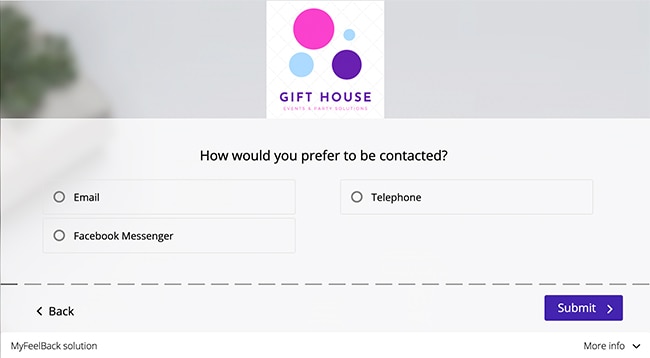 GIFT HOUSE
EVENTS & PARTY SOLUTIONS
How would you prefer to be contacted?
Email
Telephone
Facebook Messenger
Back
Submit
MyFeelBack solution
More info